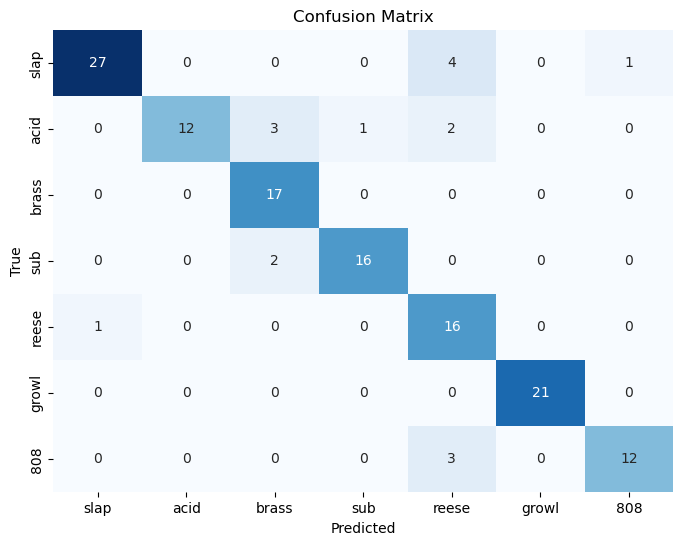 Confusion Matrix
True
slap 27 0 0 0 4 0 1
acid 0 12 3 1 2 0 0
brass 0 0 17 0 0 0 0
sub 0 0 2 16 0 0 0
reese 1 0 0 0 16 0 0
growl 0 0 0 0 0 21 0
808 0 0 0 0 3 0 12
slap acid brass sub reese growl 808
Predicted